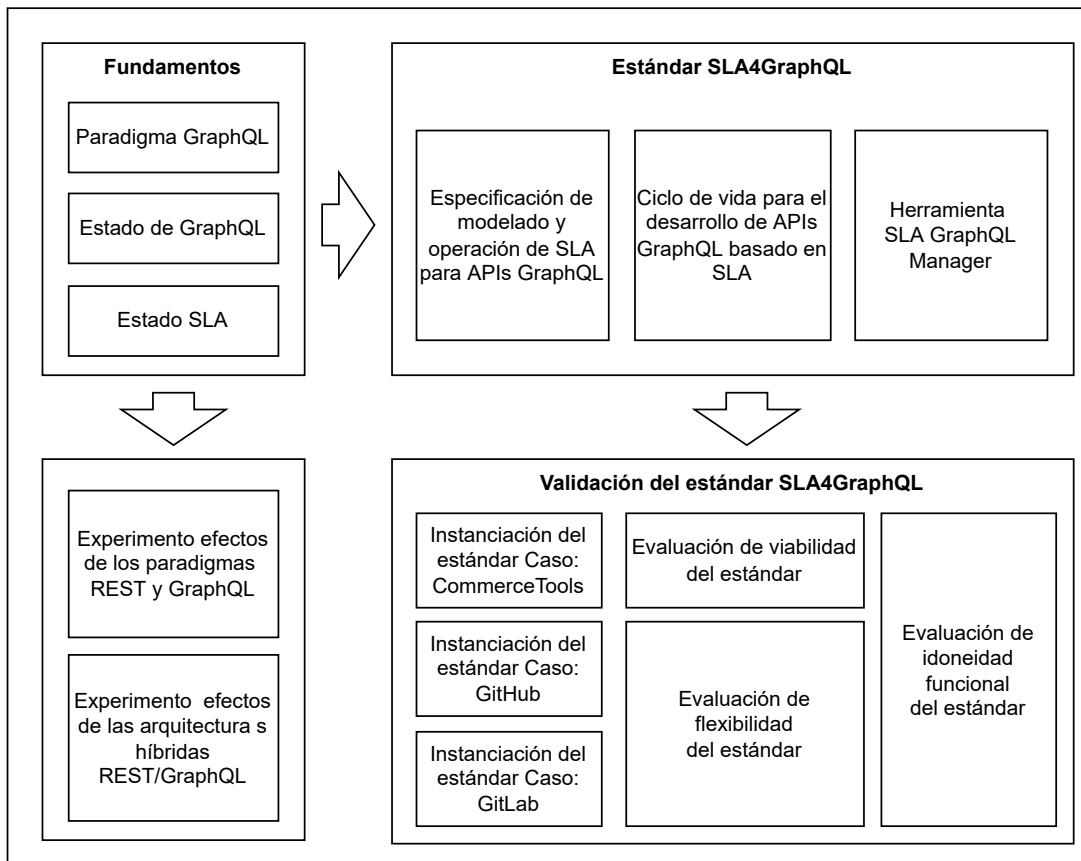 Fundamentos
Paradigma GraphQL
Estado de GraphQL
Estado SLA
Estándar SLA4GraphQL
Especificación de
modelado y
operación de SLA
para APIs GraphQL
Ciclo de vida para el
desarrollo de APIs
GraphQL basado en
SLA
Herramienta
SLA GraphQL
Manager
Experimento efectos
de los paradigmas
REST y GraphQL
Experimento  efectos
de las arquitectura s
híbridas
REST/GraphQL
Validación del estándar SLA4GraphQL
Instanciación del
estándar Caso:
CommerceTools
Instanciación del
estándar Caso:
GitHub
Instanciación del
estándar Caso:
GitLab
Evaluación de viabilidad
del estándar
Evaluación de
flexibilidad
del estándar
Evaluación de
idoneidad
funcional
del estándar